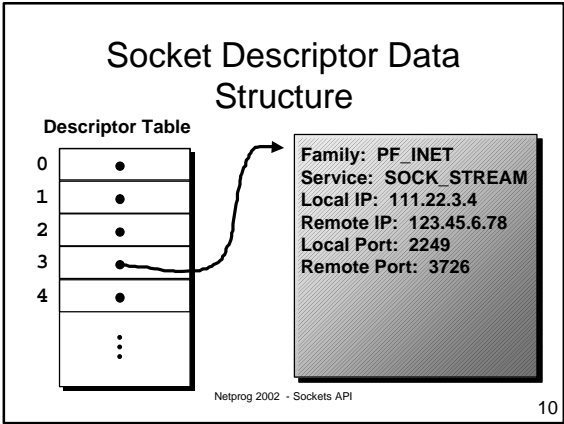 Socket Descriptor Data
Structure
Descriptor Table
0
1
2
3
4
Family: PF_INET
Service: SOCK_STREAM
Local IP: 111.22.3.4
Remote IP: 123.45.6.78
Local Port: 2249
Remote Port: 3726
Netprog 2002 - Sockets API
10